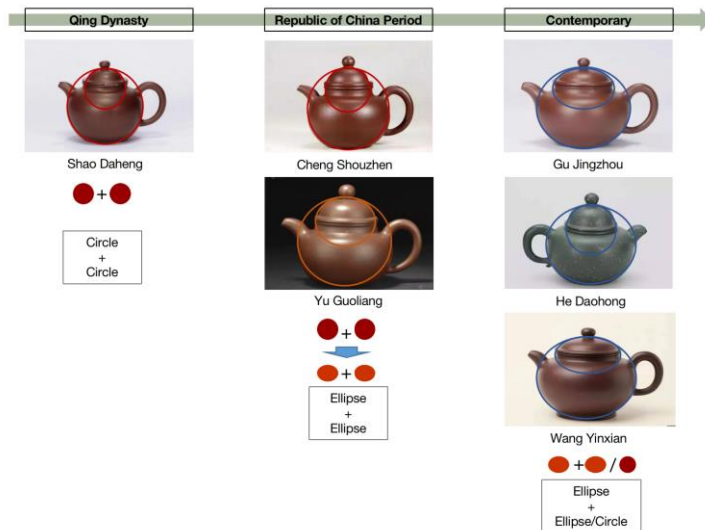 Qing Dynasty
Republic of China Period
Contemporary
Shao Daheng
Cheng Shouzhen
Gu Jingzhou
+
Circle
+
Circle
Yu Guoliang
He Daohong
+
+
Ellipse
+
Ellipse
Wang Yinxian
+ /
Ellipse
+
Ellipse/Circle